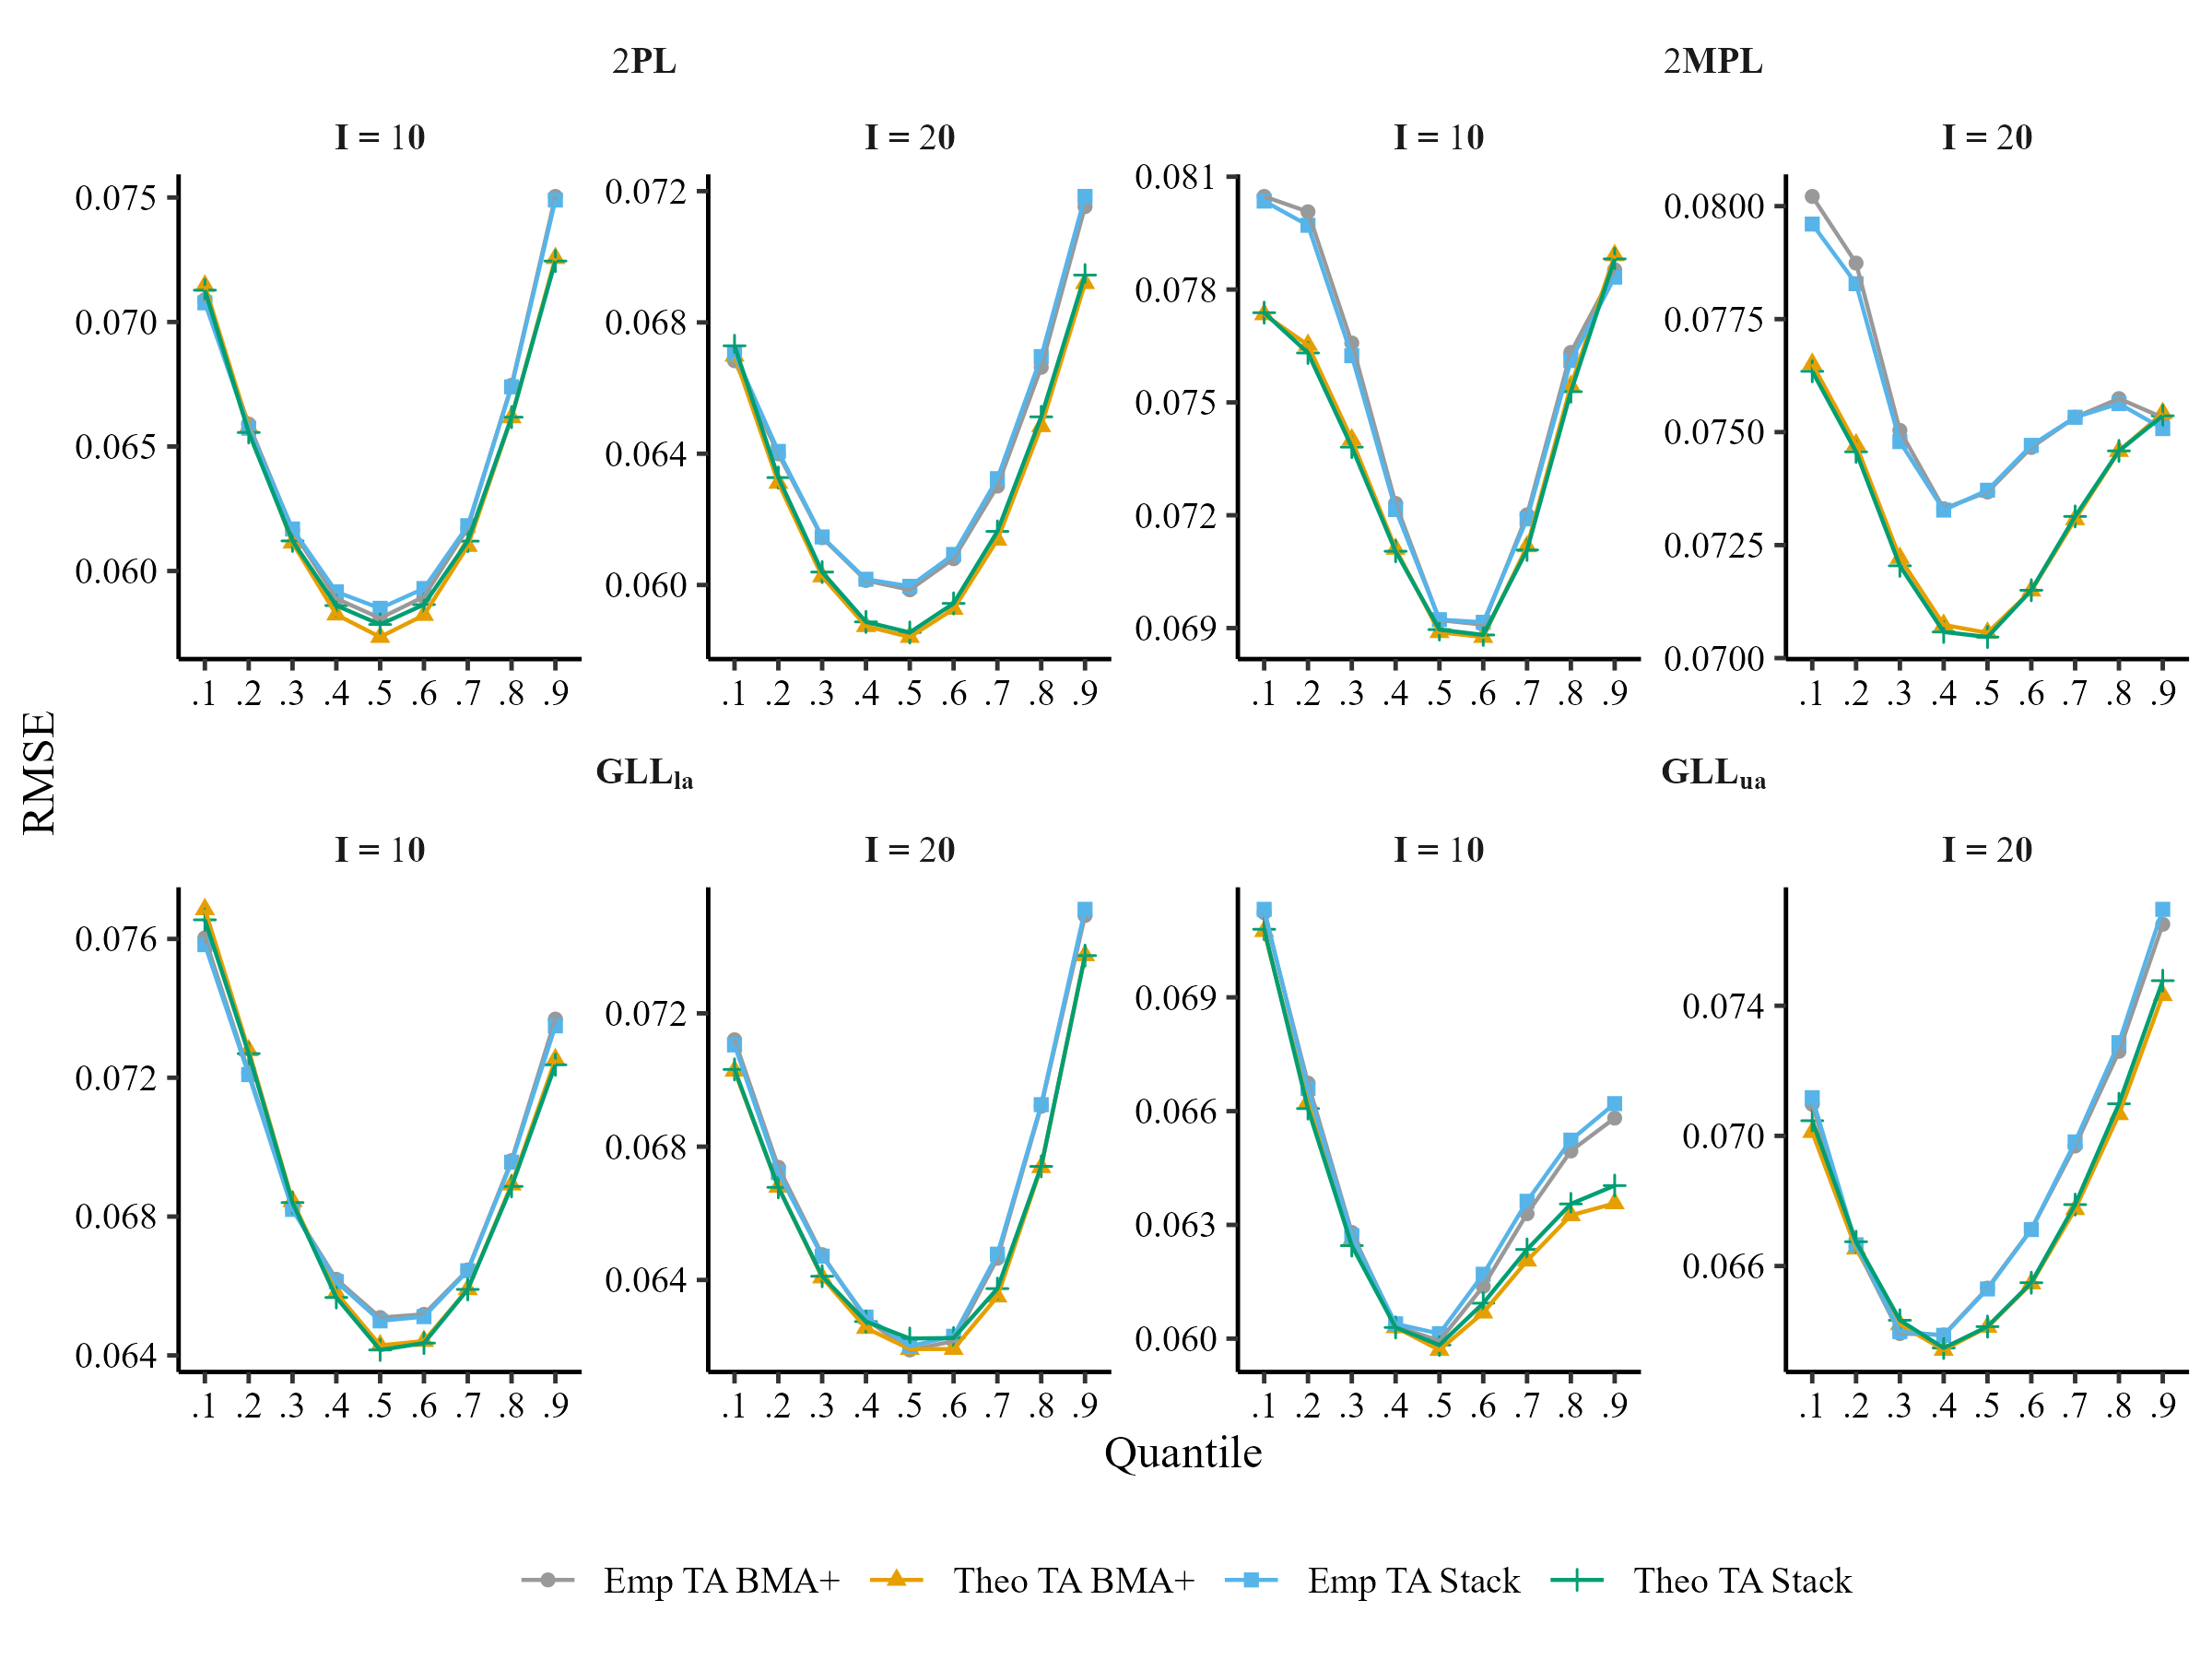 2PL 2MPL
I = 10 I = 20 I = 10 I = 20
0.075
0.070
0.065
0.060
0.072
0.068
0.064
0.060
0.081
0.078
0.075
0.072
0.069
0.0800
0.0775
0.0750
0.0725
0.0700
.1 .2 .3 .4 .5 .6 .7 .8 .9
.1 .2 .3 .4 .5 .6 .7 .8 .9
.1 .2 .3 .4 .5 .6 .7 .8 .9
.1 .2 .3 .4 .5 .6 .7 .8 .9
RMSE
GLLla GLLua
I = 10 I = 20 I = 10 I = 20
0.076
0.072
0.068
0.064
0.072
0.068
0.064
0.069
0.066
0.063
0.060
0.074
0.070
0.066
.1 .2 .3 .4 .5 .6 .7 .8 .9
.1 .2 .3 .4 .5 .6 .7 .8 .9
.1 .2 .3 .4 .5 .6 .7 .8 .9
.1 .2 .3 .4 .5 .6 .7 .8 .9
Quantile
Emp TA BMA+ Theo TA BMA+ Emp TA Stack Theo TA Stack